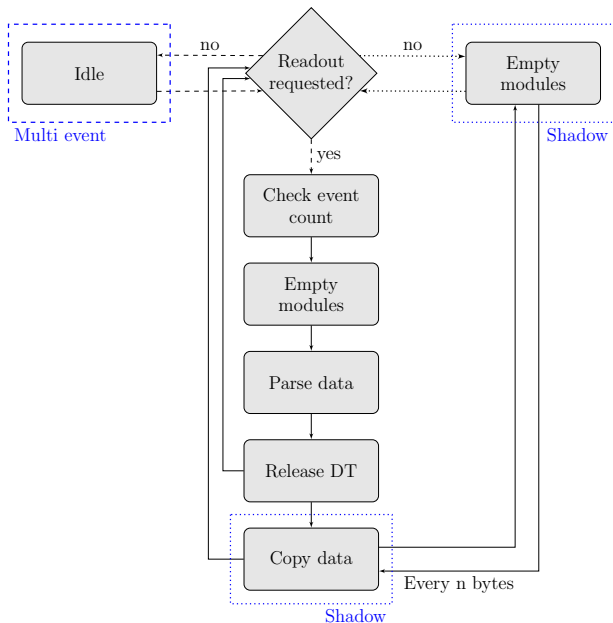 no
Readout
requested?
no
Idle
Empty
modules
Multi event
Shadow
yes
Check event
count
Empty
modules
Parse data
Release DT
Copy data
Every n bytes
Shadow